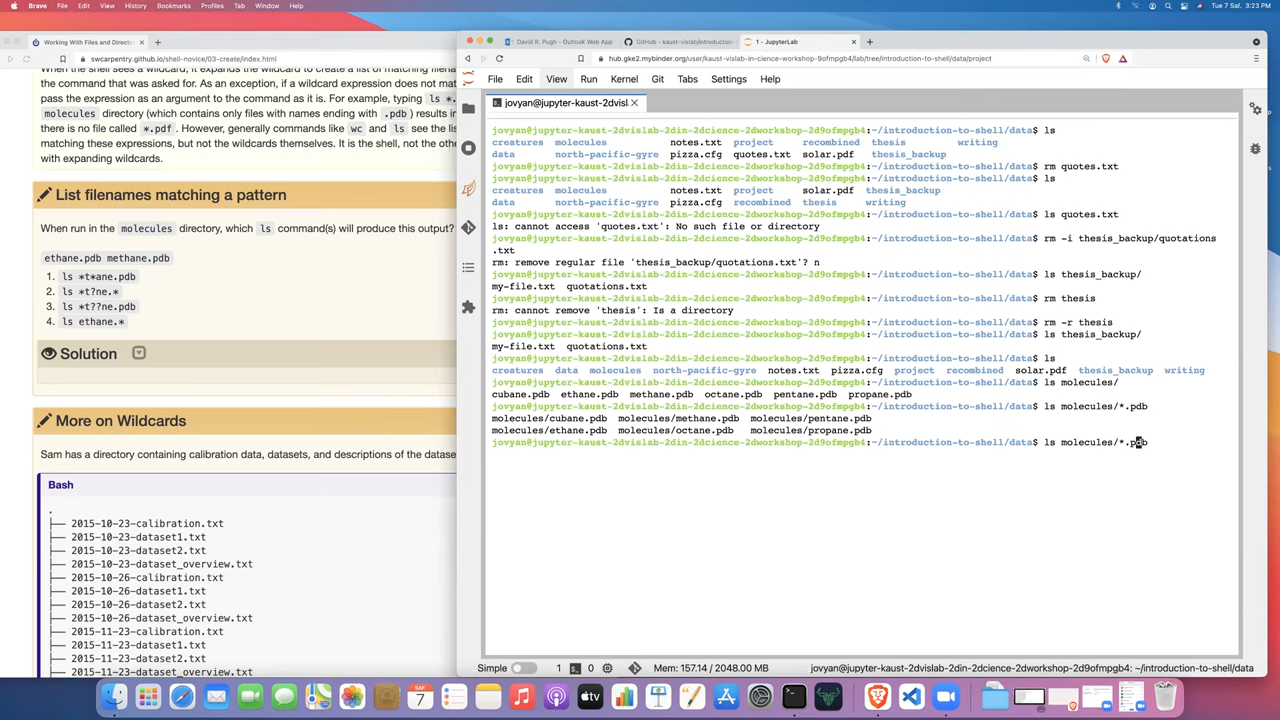 Brave File Edit View History Bookmarks Profiles Tab Window Help
Tue 7 Saf. 3:23 PM
Working With Files and Direct
swcarpentry.github.io/shell-novice/03-create/index.html
When the shell sees a wildcard, it expands the wildcard to create a list of matching filenam
the command that was asked for. As an exception, if a wildcard expression does not mat
pass the expression as an argument to the command as it is. For example, typing ls *.
molecules directory (which contains only files with names ending with .pdb) results in
there is no file called *.pdf. However, generally commands like wc and ls see the lis
matching these expressions, but not the wildcards themselves. It is the shell, not the othe
with expanding wildcards.
List filenames matching a pattern
When run in the molecules directory, which ls command(s) will produce this output?
ethane.pdb methane.pdb
1. ls *t*ane.pdb
2. ls *t?ne.*
3. ls *t??ne.pdb
4. ls ethane.*
Solution
More on Wildcards
Sam has a directory containing calibration data, datasets, and descriptions of the datase
Bash
.
├── 2015-10-23-calibration.txt
├── 2015-10-23-dataset1.txt
├── 2015-10-23-dataset2.txt
├── 2015-10-23-dataset_overview.txt
├── 2015-10-26-calibration.txt
├── 2015-10-26-dataset1.txt
├── 2015-10-26-dataset2.txt
├── 2015-10-26-dataset_overview.txt
├── 2015-11-23-calibration.txt
├── 2015-11-23-dataset1.txt
├── 2015-11-23-dataset2.txt
├── 2015-11-23-dataset_overview.txt
David R. Pugh - Outlook Web App
GitHub - kaust-vislab/introduction
1 - JupyterLab
hub.gke2.mybinder.org/user/kaust-vislab-in-cience-workshop-9ofmpgb4/lab/tree/introduction-to-shell/data/project
File Edit View Run Kernel Git Tabs Settings Help
jovyan@jupyter-kaust-2dvisl
jovyan@jupyter-kaust-2dvislab-2din-2dcience-2dworkshop-2d9ofmpgb4:~/introduction-to-shell/data$ ls
creatures molecules notes.txt project recombined thesis writing
data north-pacific-gyre pizza.cfg quotes.txt solar.pdf thesis_backup
jovyan@jupyter-kaust-2dvislab-2din-2dcience-2dworkshop-2d9ofmpgb4:~/introduction-to-shell/data$ rm quotes.txt
jovyan@jupyter-kaust-2dvislab-2din-2dcience-2dworkshop-2d9ofmpgb4:~/introduction-to-shell/data$ ls
creatures molecules notes.txt project solar.pdf thesis_backup
data north-pacific-gyre pizza.cfg recombined thesis writing
jovyan@jupyter-kaust-2dvislab-2din-2dcience-2dworkshop-2d9ofmpgb4:~/introduction-to-shell/data$ ls quotes.txt
ls: cannot access 'quotes.txt': No such file or directory
jovyan@jupyter-kaust-2dvislab-2din-2dcience-2dworkshop-2d9ofmpgb4:~/introduction-to-shell/data$ rm -i thesis_backup/quotations
.txt
rm: remove regular file 'thesis_backup/quotations.txt'? n
jovyan@jupyter-kaust-2dvislab-2din-2dcience-2dworkshop-2d9ofmpgb4:~/introduction-to-shell/data$ ls thesis_backup/
my-file.txt quotations.txt
jovyan@jupyter-kaust-2dvislab-2din-2dcience-2dworkshop-2d9ofmpgb4:~/introduction-to-shell/data$ rm thesis
rm: cannot remove 'thesis': Is a directory
jovyan@jupyter-kaust-2dvislab-2din-2dcience-2dworkshop-2d9ofmpgb4:~/introduction-to-shell/data$ rm -r thesis
jovyan@jupyter-kaust-2dvislab-2din-2dcience-2dworkshop-2d9ofmpgb4:~/introduction-to-shell/data$ ls thesis_backup/
my-file.txt quotations.txt
jovyan@jupyter-kaust-2dvislab-2din-2dcience-2dworkshop-2d9ofmpgb4:~/introduction-to-shell/data$ ls
creatures data molecules north-pacific-gyre notes.txt pizza.cfg project recombined solar.pdf thesis_backup writing
jovyan@jupyter-kaust-2dvislab-2din-2dcience-2dworkshop-2d9ofmpgb4:~/introduction-to-shell/data$ ls molecules/
cubane.pdb ethane.pdb methane.pdb octane.pdb pentane.pdb propane.pdb
jovyan@jupyter-kaust-2dvislab-2din-2dcience-2dworkshop-2d9ofmpgb4:~/introduction-to-shell/data$ ls molecules/*.pdb
molecules/cubane.pdb molecules/methane.pdb molecules/pentane.pdb
molecules/ethane.pdb molecules/octane.pdb molecules/propane.pdb
jovyan@jupyter-kaust-2dvislab-2din-2dcience-2dworkshop-2d9ofmpgb4:~/introduction-to-shell/data$ ls molecules/*.pdb
Simple 1 0 Mem: 157.14 / 2048.00 MB
jovyan@jupyter-kaust-2dvislab-2din-2dcience-2dworkshop-2d9ofmpgb4: ~/introduction-to-shell/data